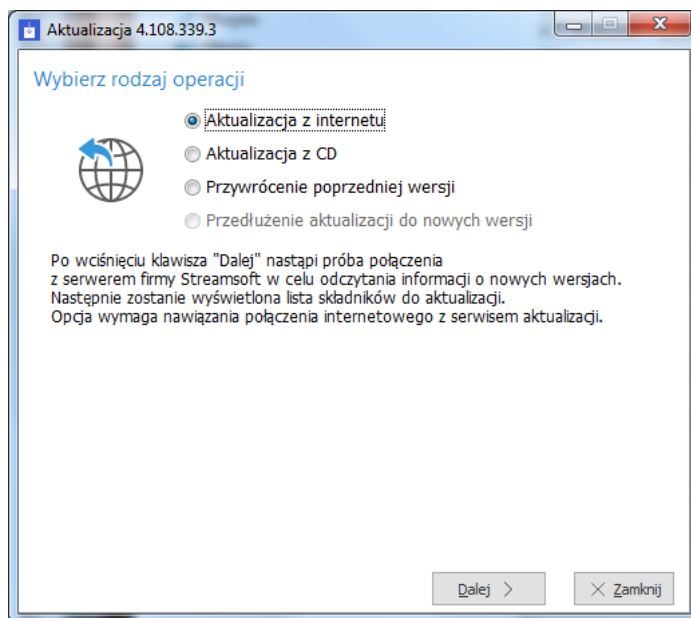 Aktualizacja 4.108.339.3
Wybierz rodzaj operacji
Aktualizacja z internetu
Aktualizacja z CD
Przywrócenie poprzedniej wersji
Przedłużenie aktualizacji do nowych wersji
Po wciśnięciu klawisza "Dalej" nastąpi próba połączenia
z serwerem firmy Streamsoft w celu odczytania informacji o nowych wersjach.
Następnie zostanie wyświetlona lista składników do aktualizacji.
Opcja wymaga nawiązania połączenia internetowego z serwisem aktualizacji.
Dalej
Zamknij